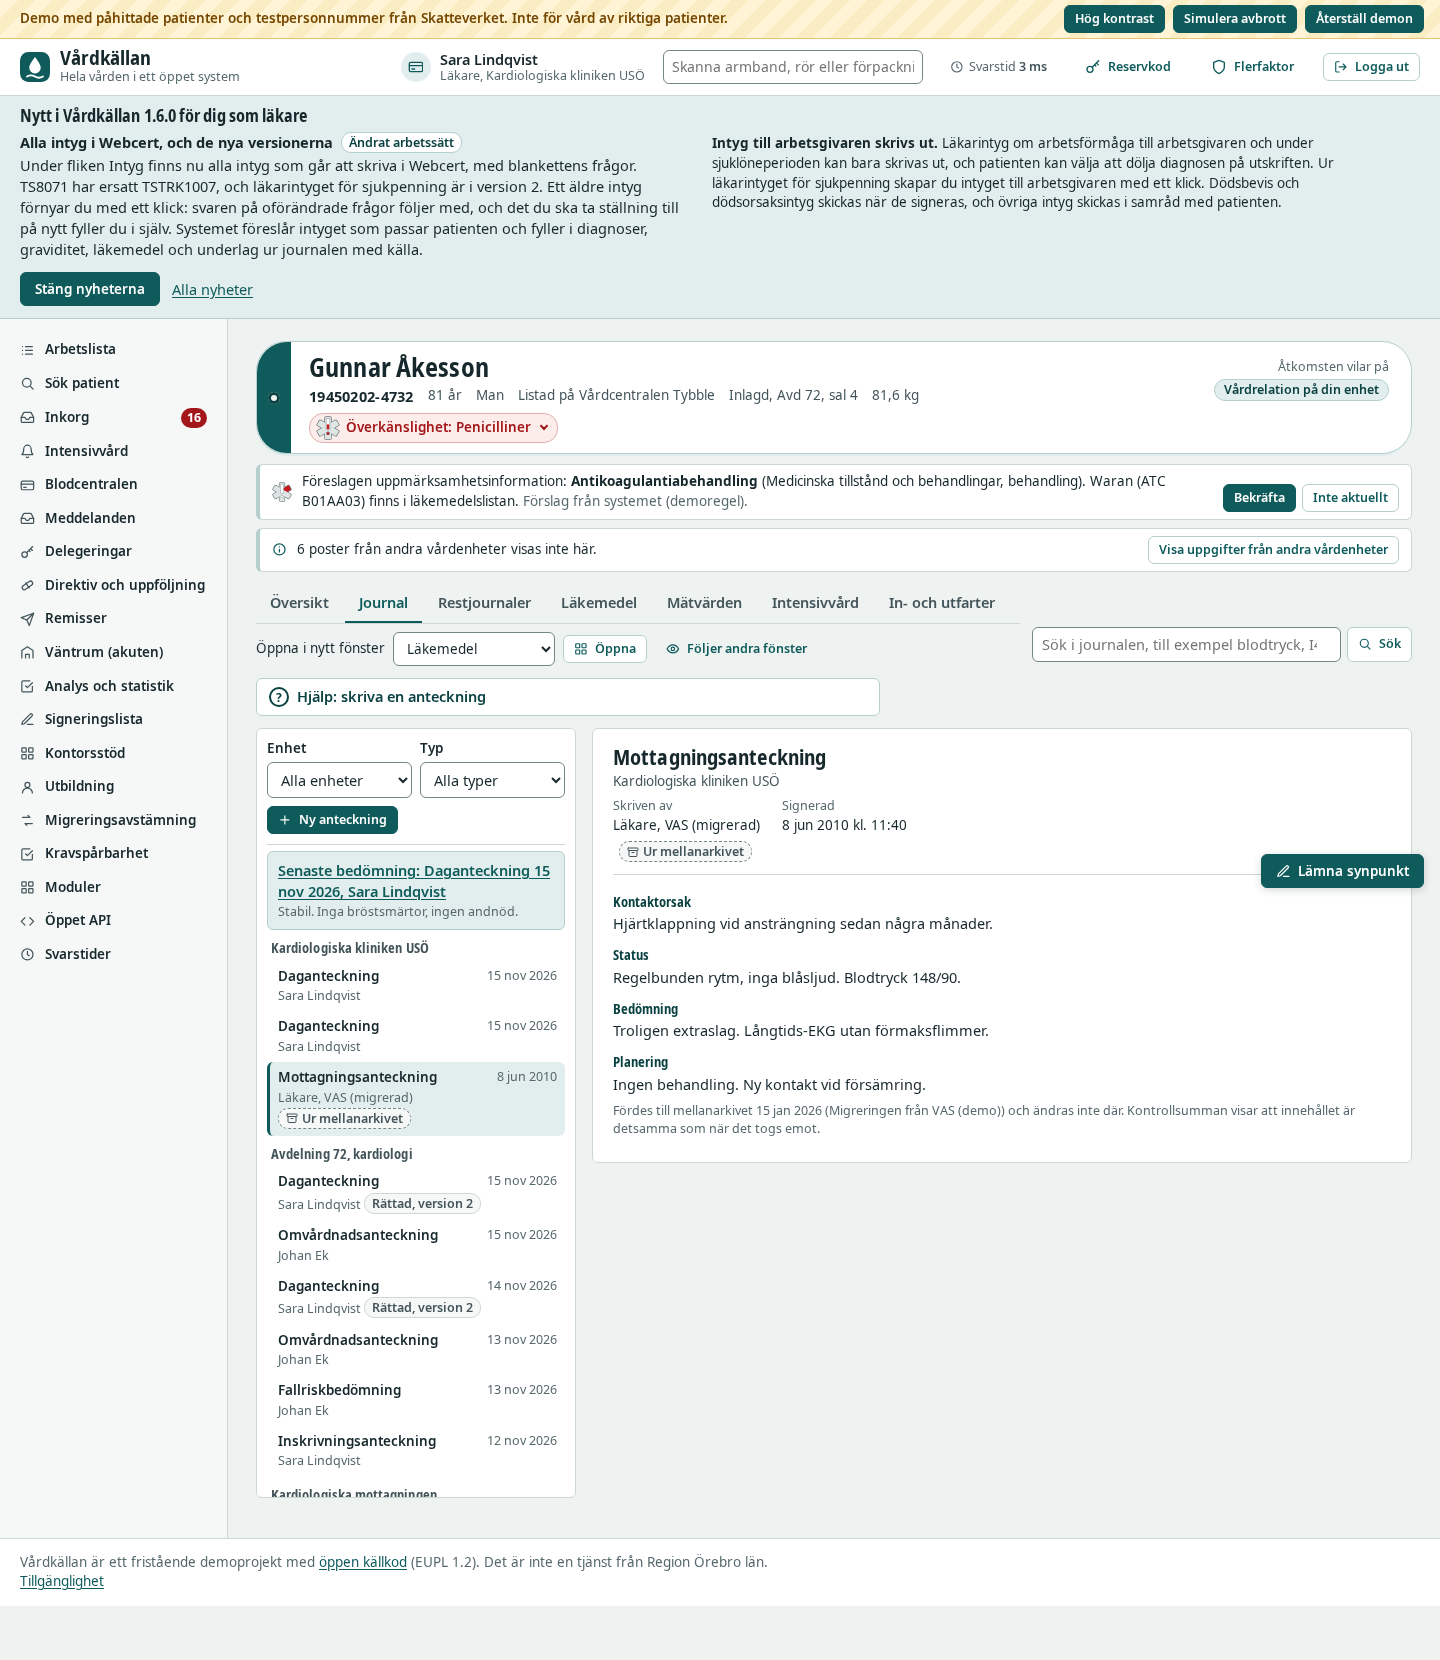 Demo med påhittade patienter och testpersonnummer från Skatteverket. Inte för vård av riktiga patienter.
Hög kontrast
Simulera avbrott
Återställ demon
Vårdkällan
Hela vården i ett öppet system
Sara Lindqvist
Läkare, Kardiologiska kliniken USÖ
Skanna armband, rör eller förpackni
Svarstid 3 ms
Reservkod
Flerfaktor
Logga ut
Nytt i Vårdkällan 1.6.0 för dig som läkare
Alla intyg i Webcert, och de nya versionerna
Ändrat arbetssätt
Under fliken Intyg finns nu alla intyg som går att skriva i Webcert, med blankettens frågor.
TS8071 har ersatt TSTRK1007, och läkarintyget för sjukpenning är i version 2. Ett äldre intyg
förnyar du med ett klick: svaren på oförändrade frågor följer med, och det du ska ta ställning till
på nytt fyller du i själv. Systemet föreslår intyget som passar patienten och fyller i diagnoser,
graviditet, läkemedel och underlag ur journalen med källa.
Intyg till arbetsgivaren skrivs ut. Läkarintyg om arbetsförmåga till arbetsgivaren och under
sjuklöneperioden kan bara skrivas ut, och patienten kan välja att dölja diagnosen på utskriften. Ur
läkarintyget för sjukpenning skapar du intyget till arbetsgivaren med ett klick. Dödsbevis och
dödsorsaksintyg skickas när de signeras, och övriga intyg skickas i samråd med patienten.
Stäng nyheterna
Alla nyheter
Arbetslista
Sök patient
Inkorg
16
Intensivvård
Blodcentralen
Meddelanden
Delegeringar
Direktiv och uppföljning
Remisser
Väntrum (akuten)
Analys och statistik
Signeringslista
Kontorsstöd
Utbildning
Migreringsavstämning
Kravspårbarhet
Moduler
Öppet API
Svarstider
Gunnar Åkesson
19450202-4732
81 år
Man
Listad på Vårdcentralen Tybble
Inlagd, Avd 72, sal 4
81,6 kg
Överkänslighet: Penicilliner
Åtkomsten vilar på
Vårdrelation på din enhet
Föreslagen uppmärksamhetsinformation: Antikoagulantiabehandling (Medicinska tillstånd och behandlingar, behandling). Waran (ATC
B01AA03) finns i läkemedelslistan. Förslag från systemet (demoregel).
Bekräfta
Inte aktuellt
6 poster från andra vårdenheter visas inte här.
Visa uppgifter från andra vårdenheter
Översikt
Journal
Restjournaler
Läkemedel
Mätvärden
Intensivvård
In- och utfarter
Öppna i nytt fönster
Läkemedel
Öppna
Följer andra fönster
Sök i journalen, till exempel blodtryck, I4
Sök
? Hjälp: skriva en anteckning
Enhet
Typ
Alla enheter
Alla typer
Ny anteckning
Senaste bedömning: Daganteckning 15
nov 2026, Sara Lindqvist
Stabil. Inga bröstsmärtor, ingen andnöd.
Kardiologiska kliniken USÖ
Daganteckning 15 nov 2026
Sara Lindqvist
Daganteckning 15 nov 2026
Sara Lindqvist
Mottagningsanteckning 8 jun 2010
Läkare, VAS (migrerad)
Ur mellanarkivet
Avdelning 72, kardiologi
Daganteckning 15 nov 2026
Sara Lindqvist Rättad, version 2
Omvårdnadsanteckning 15 nov 2026
Johan Ek
Daganteckning 14 nov 2026
Sara Lindqvist Rättad, version 2
Omvårdnadsanteckning 13 nov 2026
Johan Ek
Fallriskbedömning 13 nov 2026
Johan Ek
Inskrivningsanteckning 12 nov 2026
Sara Lindqvist
Kardiologiska mottagningen
Mottagningsanteckning
Kardiologiska kliniken USÖ
Skriven av
Läkare, VAS (migrerad)
Signerad
8 jun 2010 kl. 11:40
Ur mellanarkivet
Lämna synpunkt
Kontaktorsak
Hjärtklappning vid ansträngning sedan några månader.
Status
Regelbunden rytm, inga blåsljud. Blodtryck 148/90.
Bedömning
Troligen extraslag. Långtids-EKG utan förmaksflimmer.
Planering
Ingen behandling. Ny kontakt vid försämring.
Fördes till mellanarkivet 15 jan 2026 (Migreringen från VAS (demo)) och ändras inte där. Kontrollsumman visar att innehållet är
detsamma som när det togs emot.
Vårdkällan är ett fristående demoprojekt med öppen källkod (EUPL 1.2). Det är inte en tjänst från Region Örebro län.
Tillgänglighet